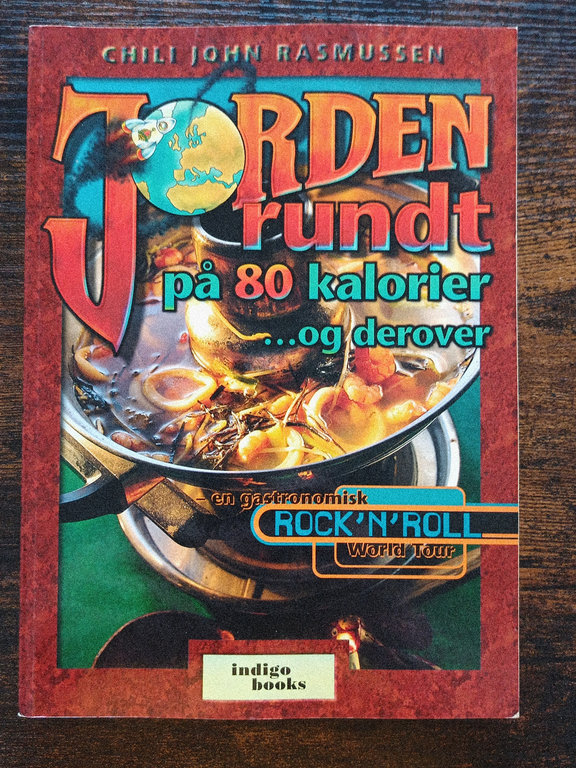 CHILI JOHN RASMUSSEN
JORDEN
rundt
på 80 kalorier
...og derover
– en gastronomisk
ROCK'N'ROLL
World Tour
indigo
books